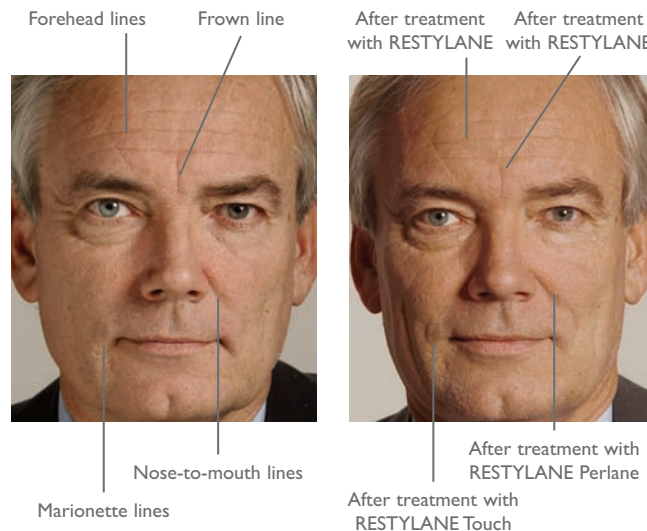 Forehead lines
Frown line
After treatment
with RESTYLANE
After treatment
with RESTYLANE
Nose-to-mouth lines
Marionette lines
After treatment with
RESTYLANE Perlane
After treatment with
RESTYLANE Touch